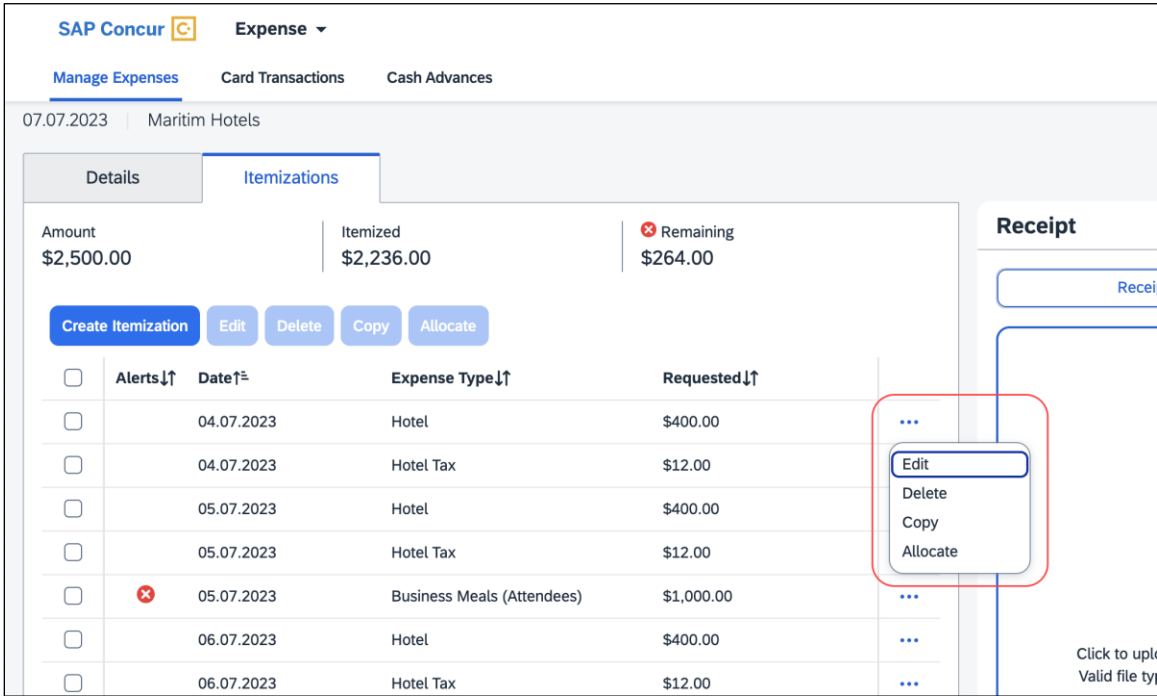 SAP Concur C Expense
Manage Expenses Card Transactions Cash Advances
07.07.2023 Maritim Hotels
Details Itemizations
Amount Itemized Remaining
$2,500.00 $2,236.00 $264.00
Receipt
Create Itemization Edit Delete Copy Allocate
Alerts Date Expense Type Requested
04.07.2023 Hotel $400.00 •••
04.07.2023 Hotel Tax $12.00
05.07.2023 Hotel $400.00
05.07.2023 Hotel Tax $12.00
05.07.2023 Business Meals (Attendees) $1,000.00 •••
06.07.2023 Hotel $400.00 •••
06.07.2023 Hotel Tax $12.00 •••
Edit
Delete
Copy
Allocate
Click to
Valid file